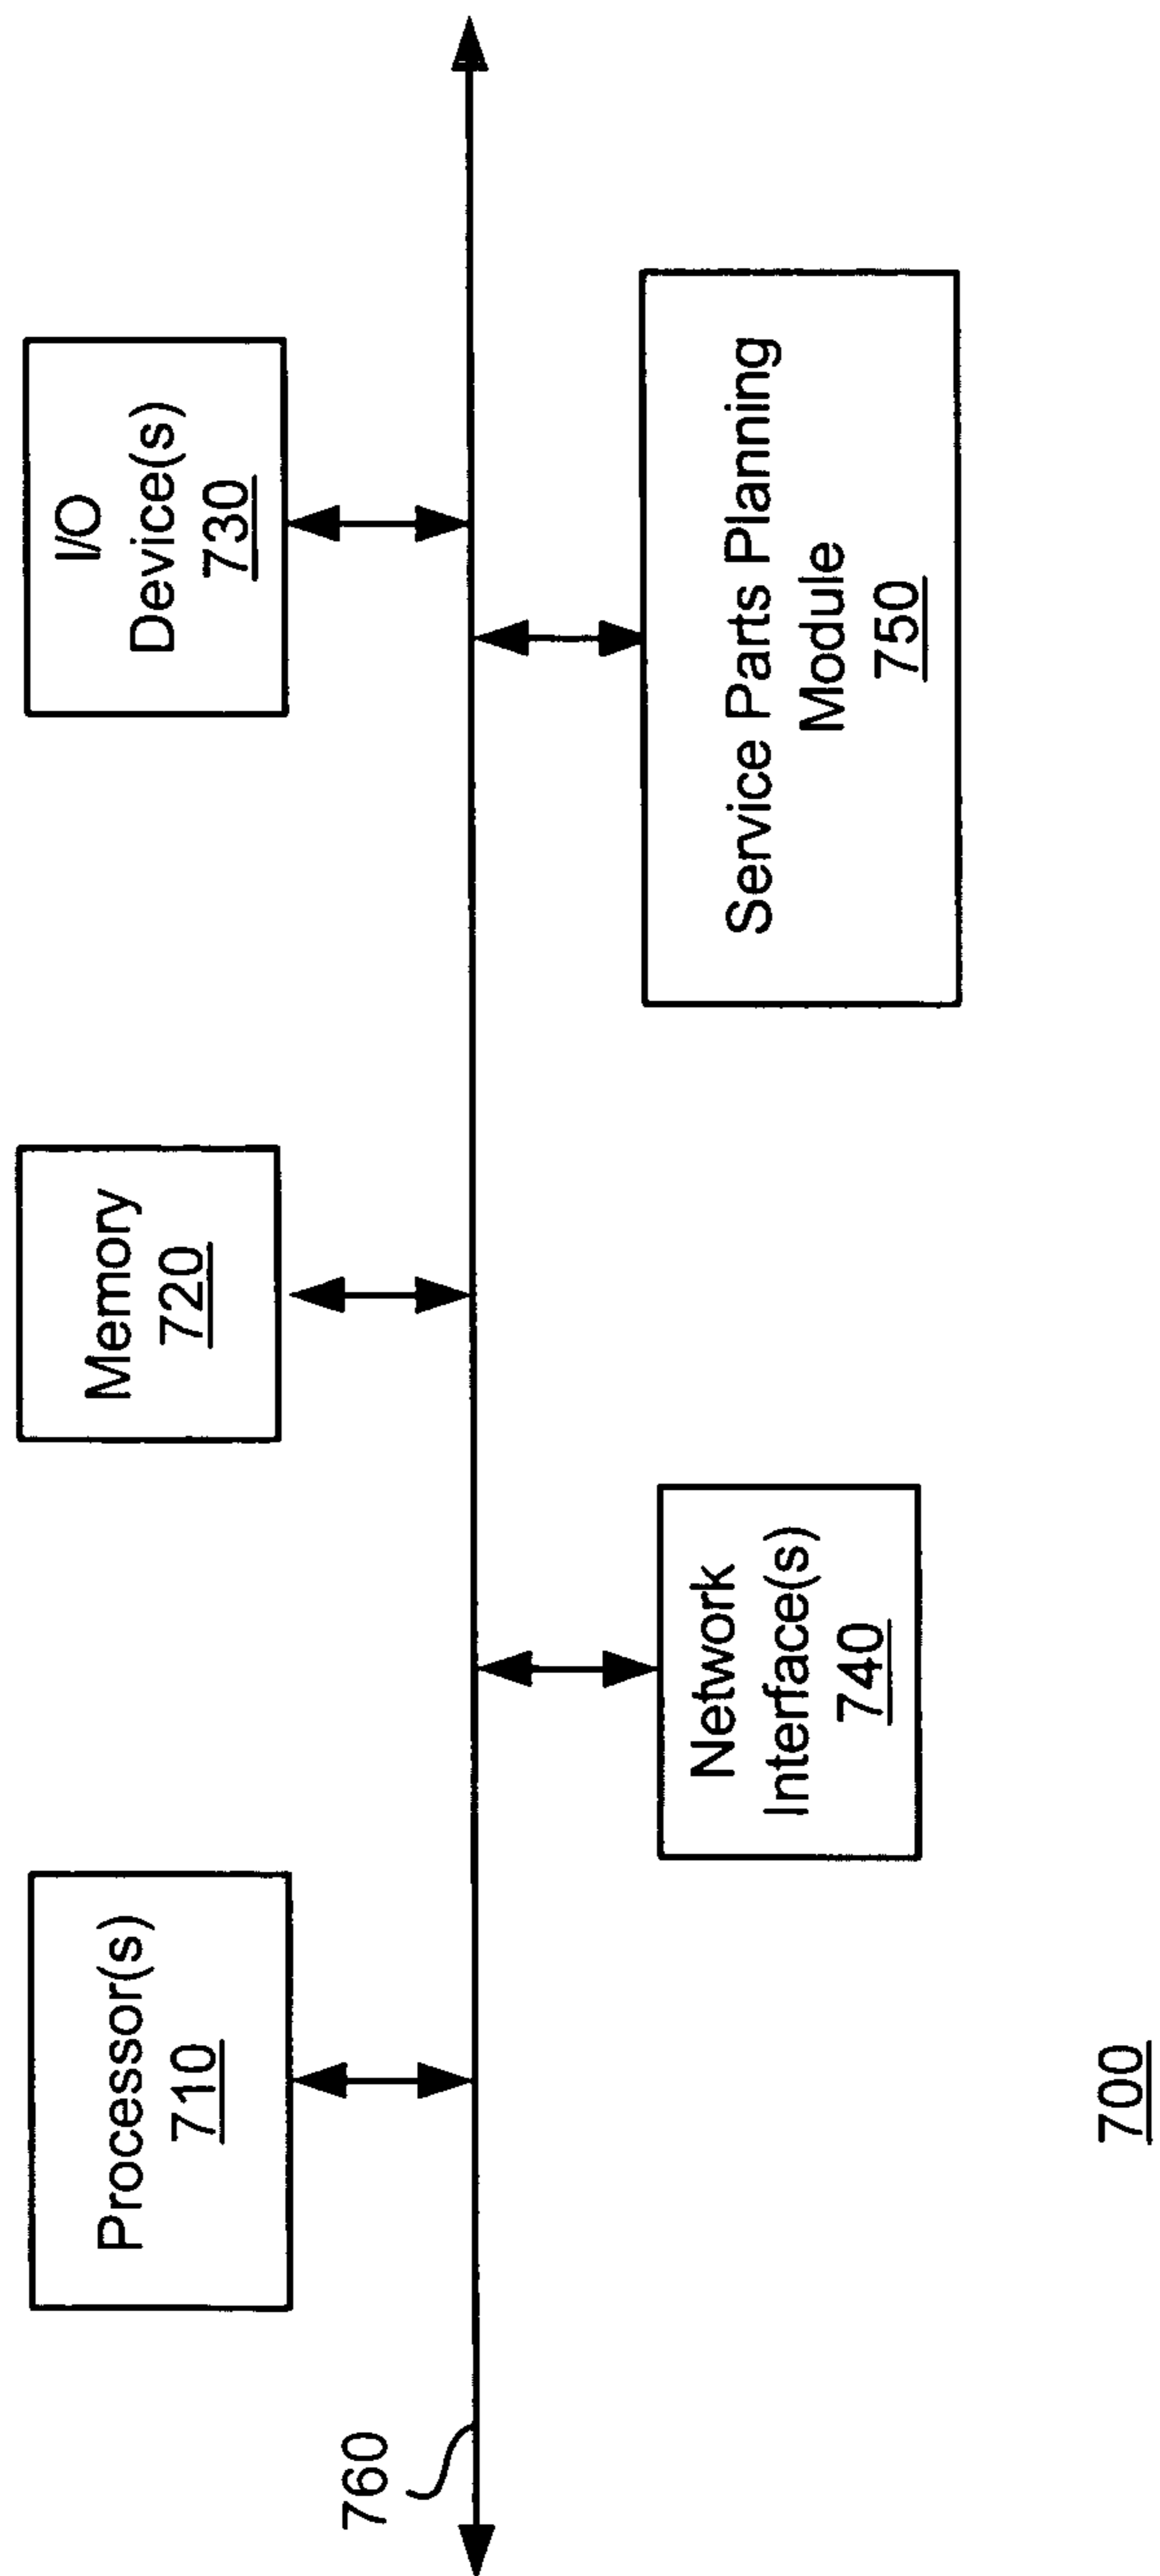 Processor(s)
710
Memory
720
I/O
Device(s)
730
760
Network
Interface(s)
740
Service Parts Planning
Module
750
700